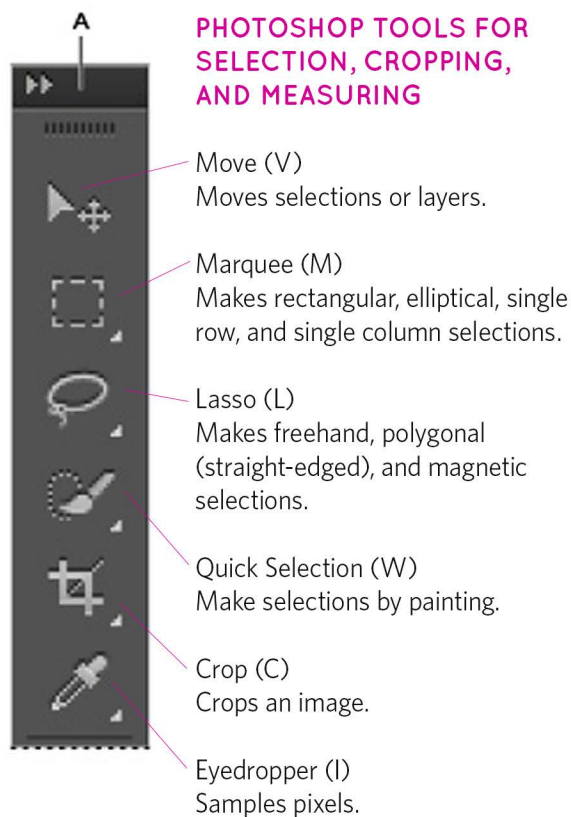 A
PHOTOSHOP TOOLS FOR
SELECTION, CROPPING,
AND MEASURING
Move (V)
Moves selections or layers.
Marquee (M)
Makes rectangular, elliptical, single
row, and single column selections.
Lasso (L)
Makes freehand, polygonal
(straight-edged), and magnetic
selections.
Quick Selection (W)
Make selections by painting.
Crop (C)
Crops an image.
Eyedropper (I)
Samples pixels.